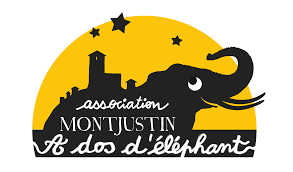 association
MONTJUSTIN
A dos d'éléphant